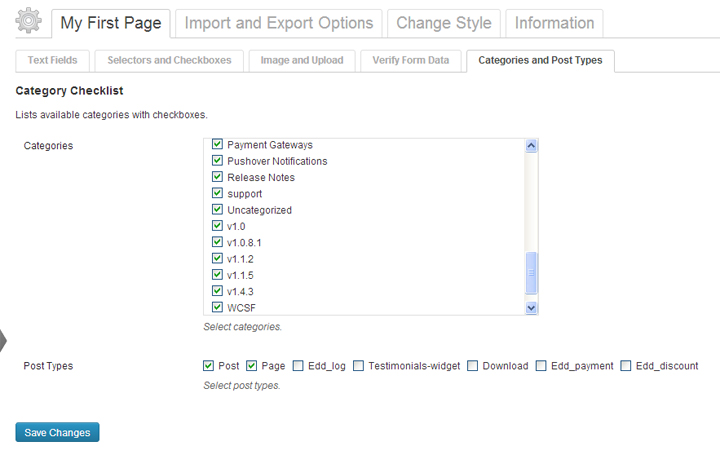 My First Page Import and Export Options Change Style Information
Text Fields Selectors and Checkboxes Image and Upload Verify Form Data Categories and Post Types
Category Checklist
Lists available categories with checkboxes.
Categories
Payment Gateways
Pushover Notifications
Release Notes
support
Uncategorized
v1.0
v1.0.8.1
v1.1.2
v1.1.5
v1.4.3
WCSF
Select categories.
Post Types Post Page Edd_log Testimonials-widget Download Edd_payment Edd_discount
Select post types.
Save Changes